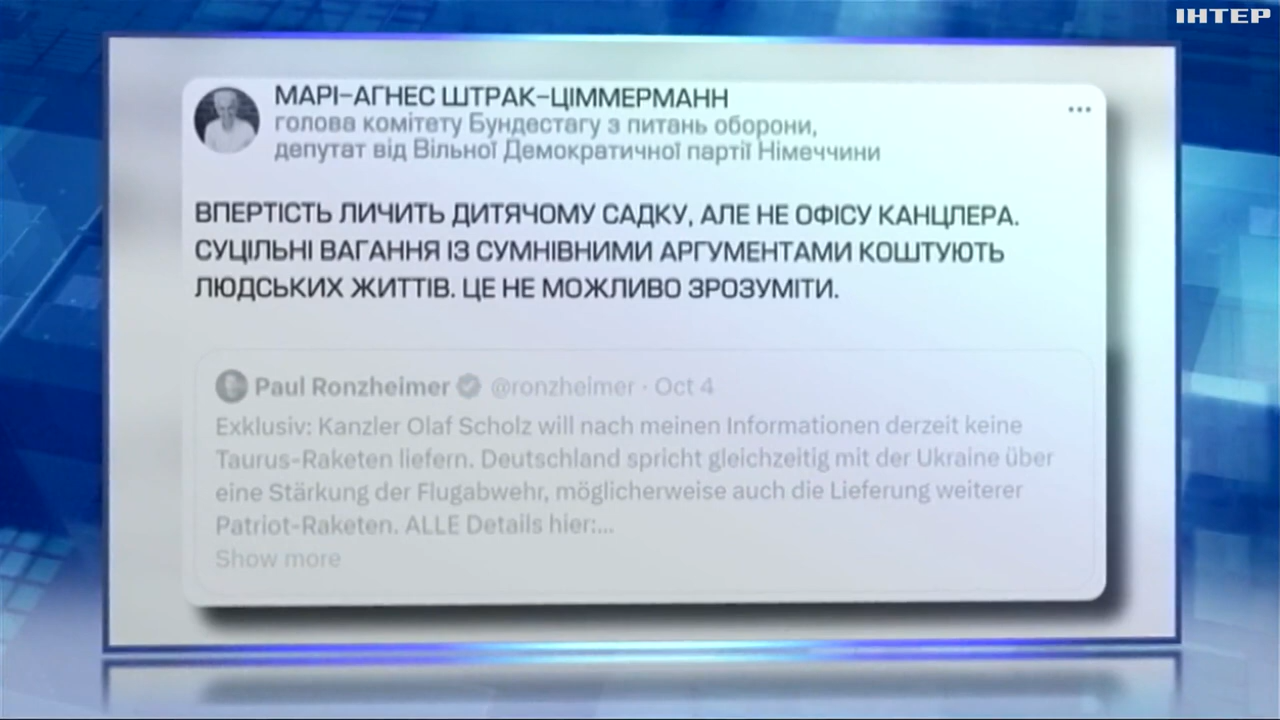 ІНТЕР
МАРІ-АГНЕС ШТРАК-ЦІММЕРМАНН
голова комітету Бундестагу з питань оборони,
депутат від Вільної Демократичної партії Німеччини
ВПЕРТІСТЬ ЛИЧИТЬ ДИТЯЧОМУ САДКУ, АЛЕ НЕ ОФІСУ КАНЦЛЕРА.
СУЦІЛЬНІ ВАГАННЯ ІЗ СУМНІВНИМИ АРГУМЕНТАМИ КОШТУЮТЬ
ЛЮДСЬКИХ ЖИТТІВ. ЦЕ НЕ МОЖЛИВО ЗРОЗУМІТИ.
Paul Ronzheimer @ronzheimer · Oct 4
Exklusiv: Kanzler Olaf Scholz will nach meinen Informationen derzeit keine
Taurus-Raketen liefern. Deutschland spricht gleichzeitig mit der Ukraine über
eine Stärkung der Flugabwehr, möglicherweise auch die Lieferung weiterer
Patriot-Raketen. ALLE Details hier:...
Show more